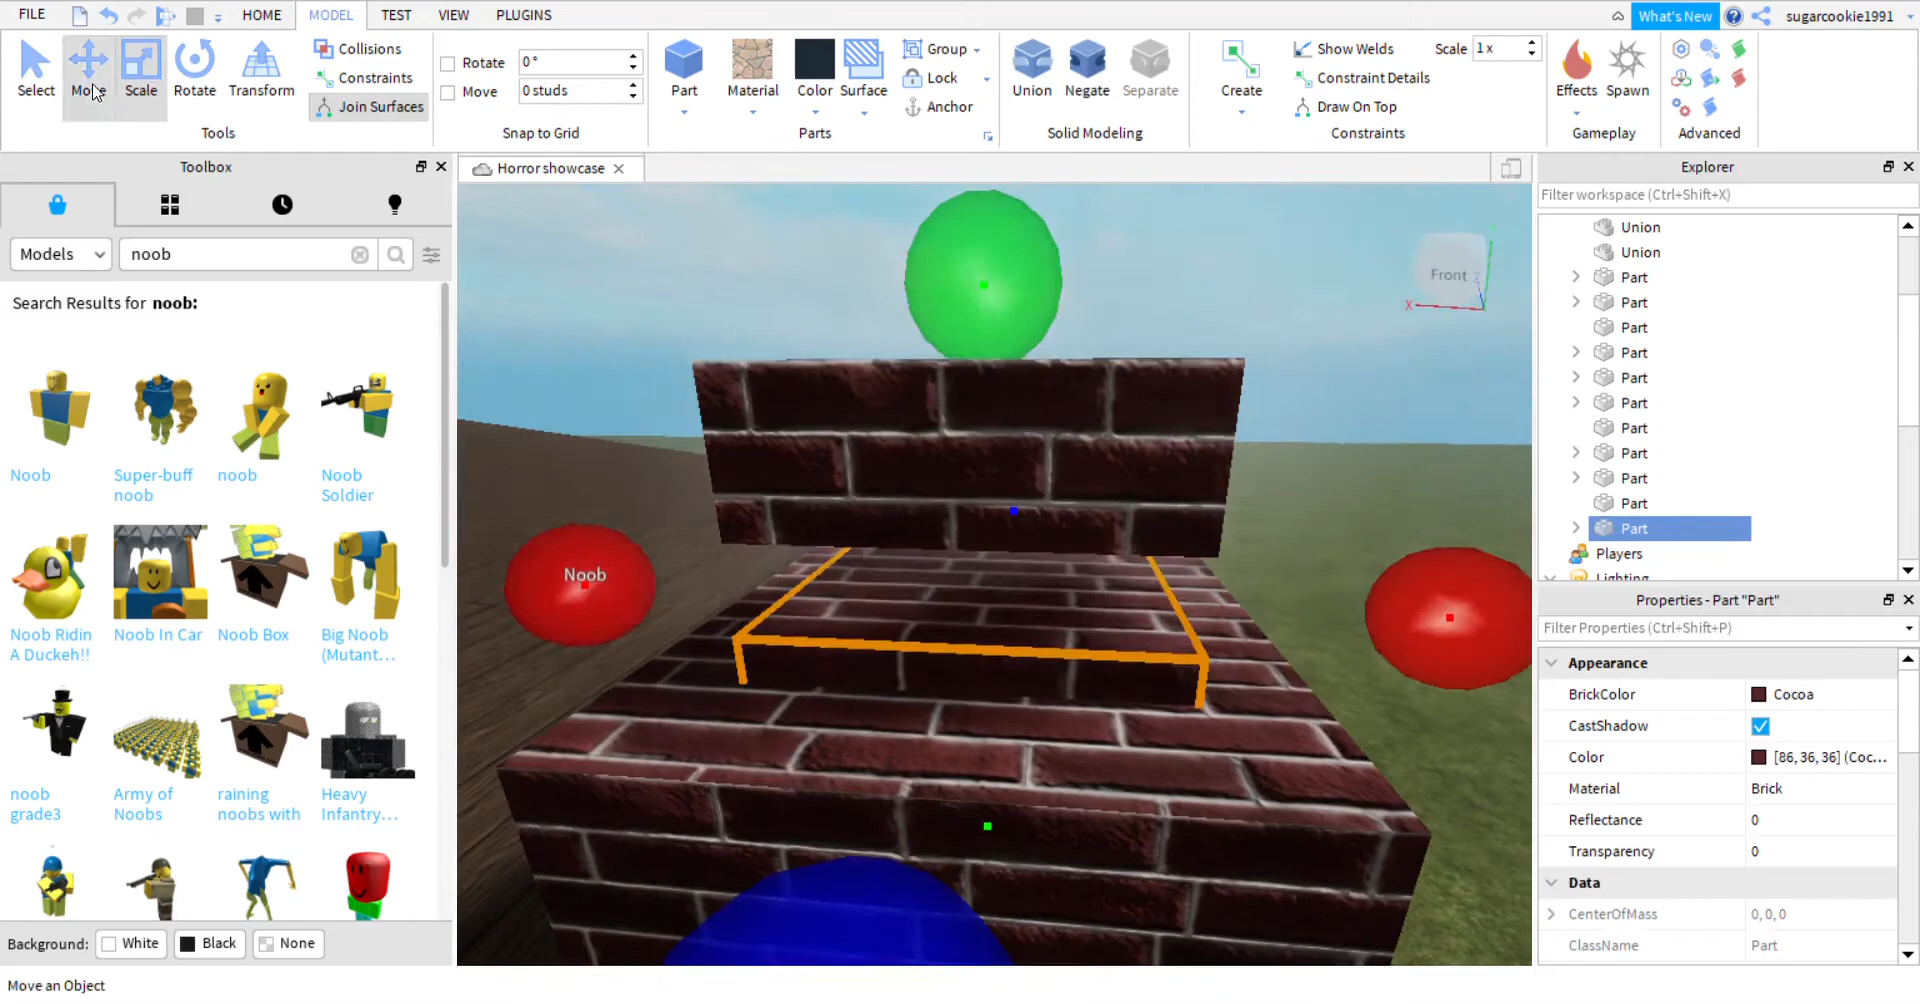 FILE
HOME
MODEL
TEST
VIEW
PLUGINS
What's New
sugarcookie1991
Select
Move
Scale
Rotate
Transform
Collisions
Constraints
Join Surfaces
Tools
Rotate
0 °
Move
0 studs
Snap to Grid
Part
Material
Color
Surface
Group
Lock
Anchor
Parts
Union
Negate
Separate
Solid Modeling
Create
Show Welds
Scale
1 x
Constraint Details
Draw On Top
Constraints
Effects
Spawn
Gameplay
Advanced
Toolbox
Models
noob
Search Results for noob:
Noob
Super-buff
noob
noob
Noob
Soldier
Noob Ridin
A Duckeh!!
Noob In Car
Noob Box
Big Noob
(Mutant...
noob
grade3
Army of
Noobs
raining
noobs with
Heavy
Infantry...
Background:
White
Black
None
Move an Object
Horror showcase
Front
X
Z
Noob
Explorer
Filter workspace (Ctrl+Shift+X)
Union
Union
Part
Part
Part
Part
Part
Part
Part
Part
Part
Part
Part
Players
Lighting
Properties - Part "Part"
Filter Properties (Ctrl+Shift+P)
Appearance
BrickColor
Cocoa
CastShadow
Color
[86, 36, 36] (Coc...
Material
Brick
Reflectance
0
Transparency
0
Data
CenterOfMass
0, 0, 0
ClassName
Part